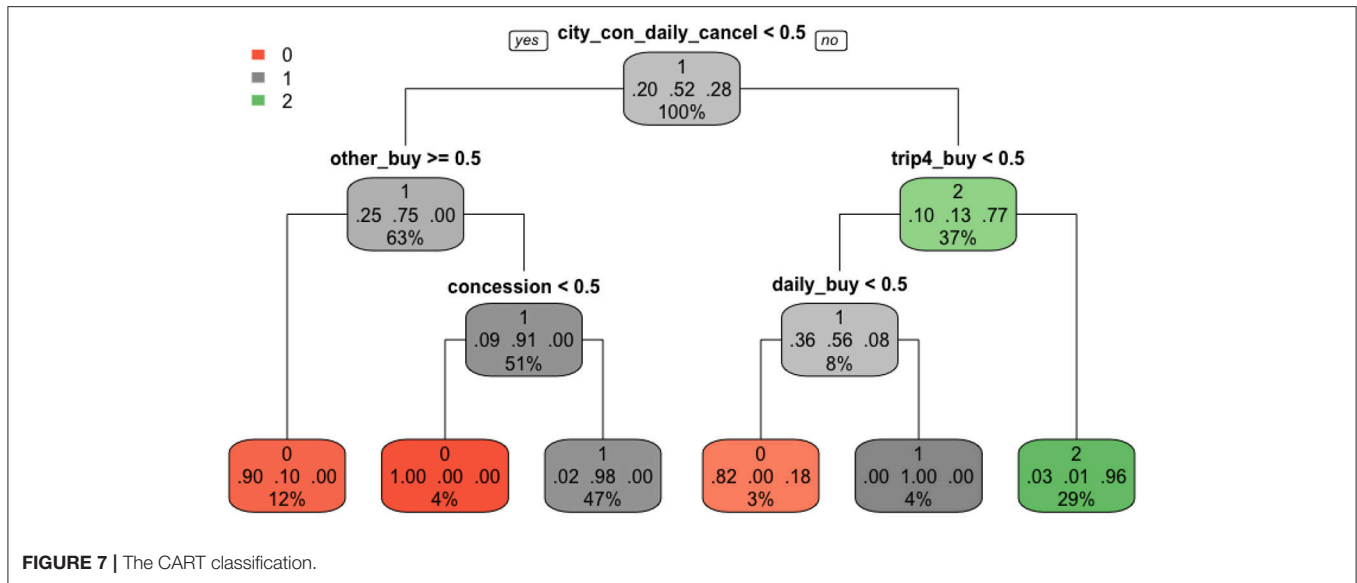 yes city_con_daily_cancel < 0.5 no
0
1
2
1
.20 .52 .28
100%
other_buy >= 0.5
trip4_buy < 0.5
1
.25 .75 .00
63%
2
.10 .13 .77
37%
concession < 0.5
daily_buy < 0.5
1
.09 .91 .00
51%
1
.36 .56 .08
8%
0
.90 .10 .00
12%
0
1.00 .00 .00
4%
1
.02 .98 .00
47%
0
.82 .00 .18
3%
1
.00 1.00 .00
4%
2
.03 .01 .96
29%
FIGURE 7 | The CART classification.